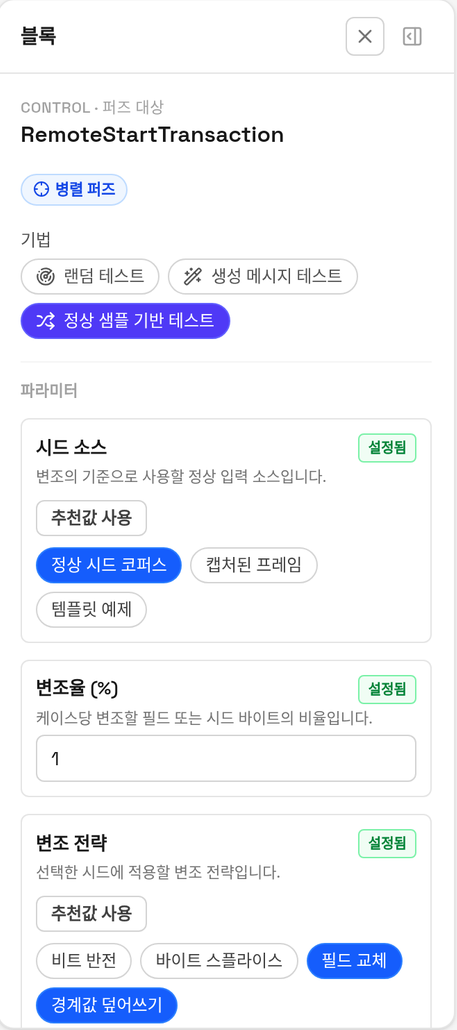 블록
CONTROL · 퍼즈 대상
RemoteStartTransaction
병렬 퍼즈
기법
랜덤 테스트 생성 메시지 테스트
정상 샘플 기반 테스트
파라미터
시드 소스 설정됨
변조의 기준으로 사용할 정상 입력 소스입니다.
추천값 사용
정상 시드 코퍼스 캡처된 프레임
템플릿 예제
변조율 (%) 설정됨
케이스당 변조할 필드 또는 시드 바이트의 비율입니다.
1
변조 전략 설정됨
선택한 시드에 적용할 변조 전략입니다.
추천값 사용
비트 반전 바이트 스플라이스 필드 교체
경계값 덮어쓰기